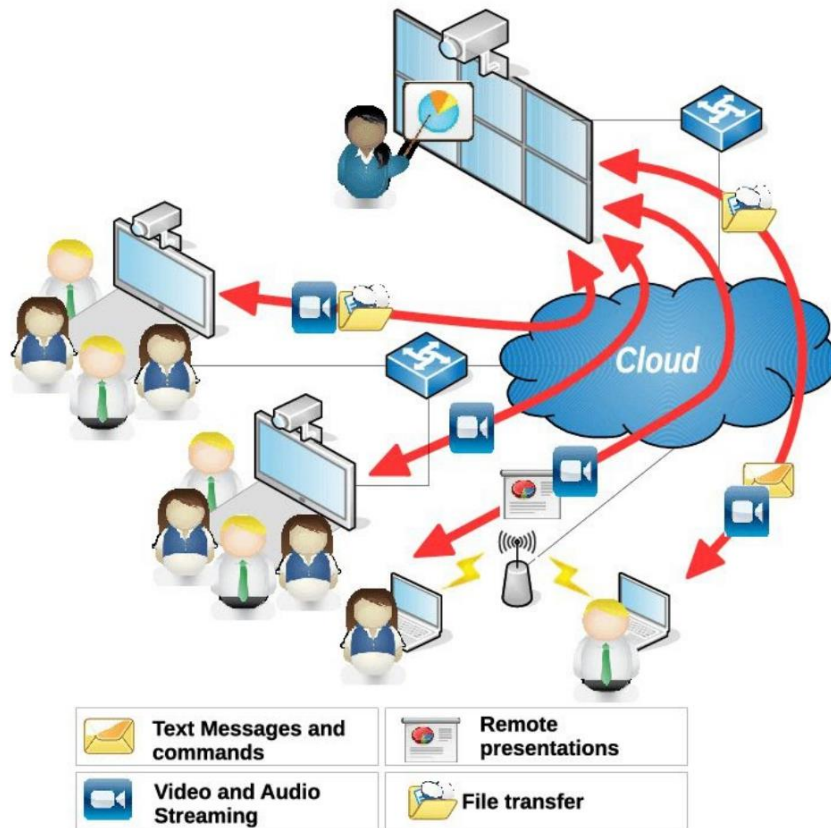 Cloud
Text Messages and
commands
Remote
presentations
Video and Audio
Streaming
File transfer